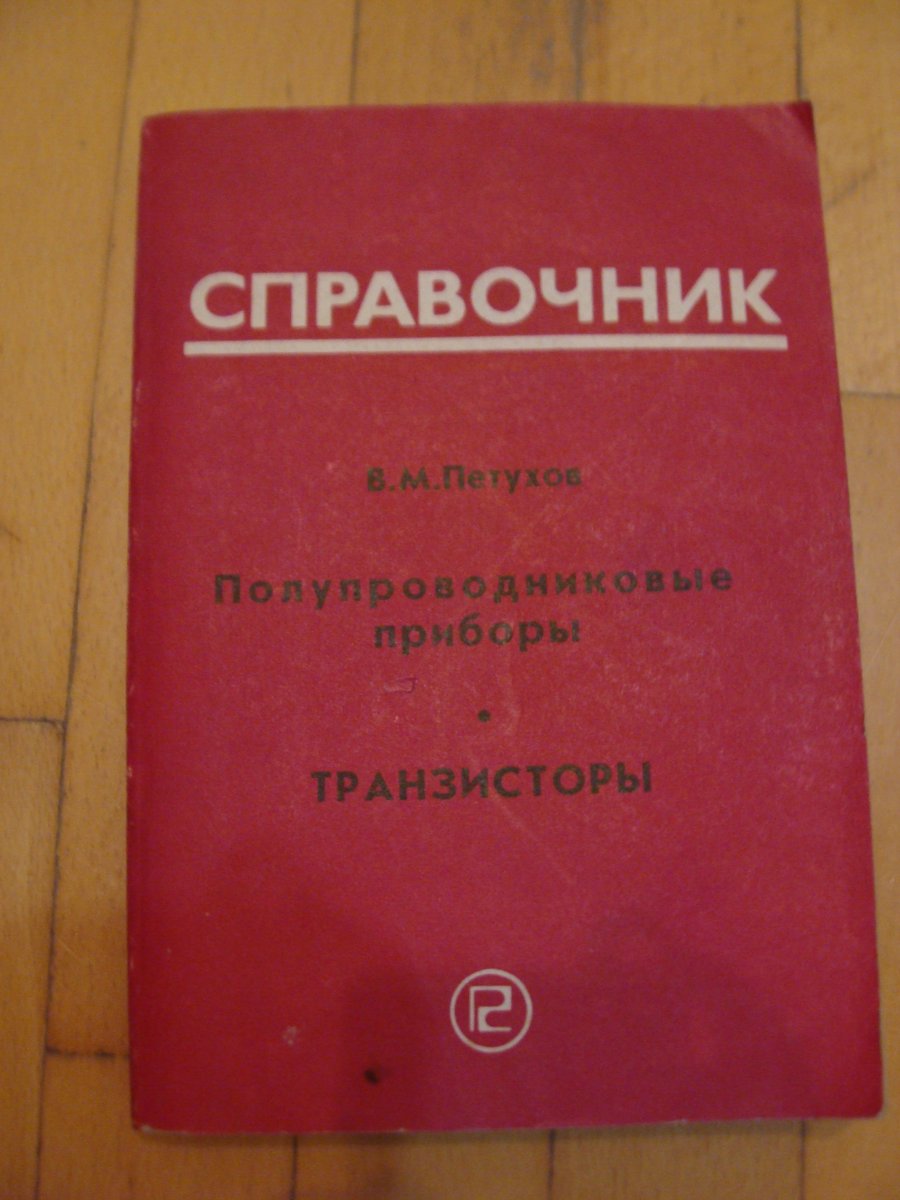 СПРАВОЧНИК
В.М.Петухов
Полупроводниковые
приборы
•
ТРАНЗИСТОРЫ